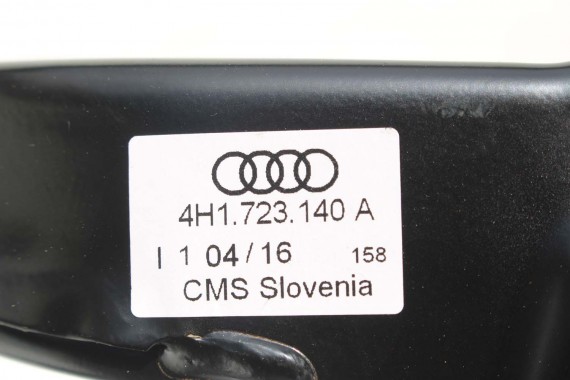 4H1.723.140 A
I 1 04/16 158
CMS Slovenia